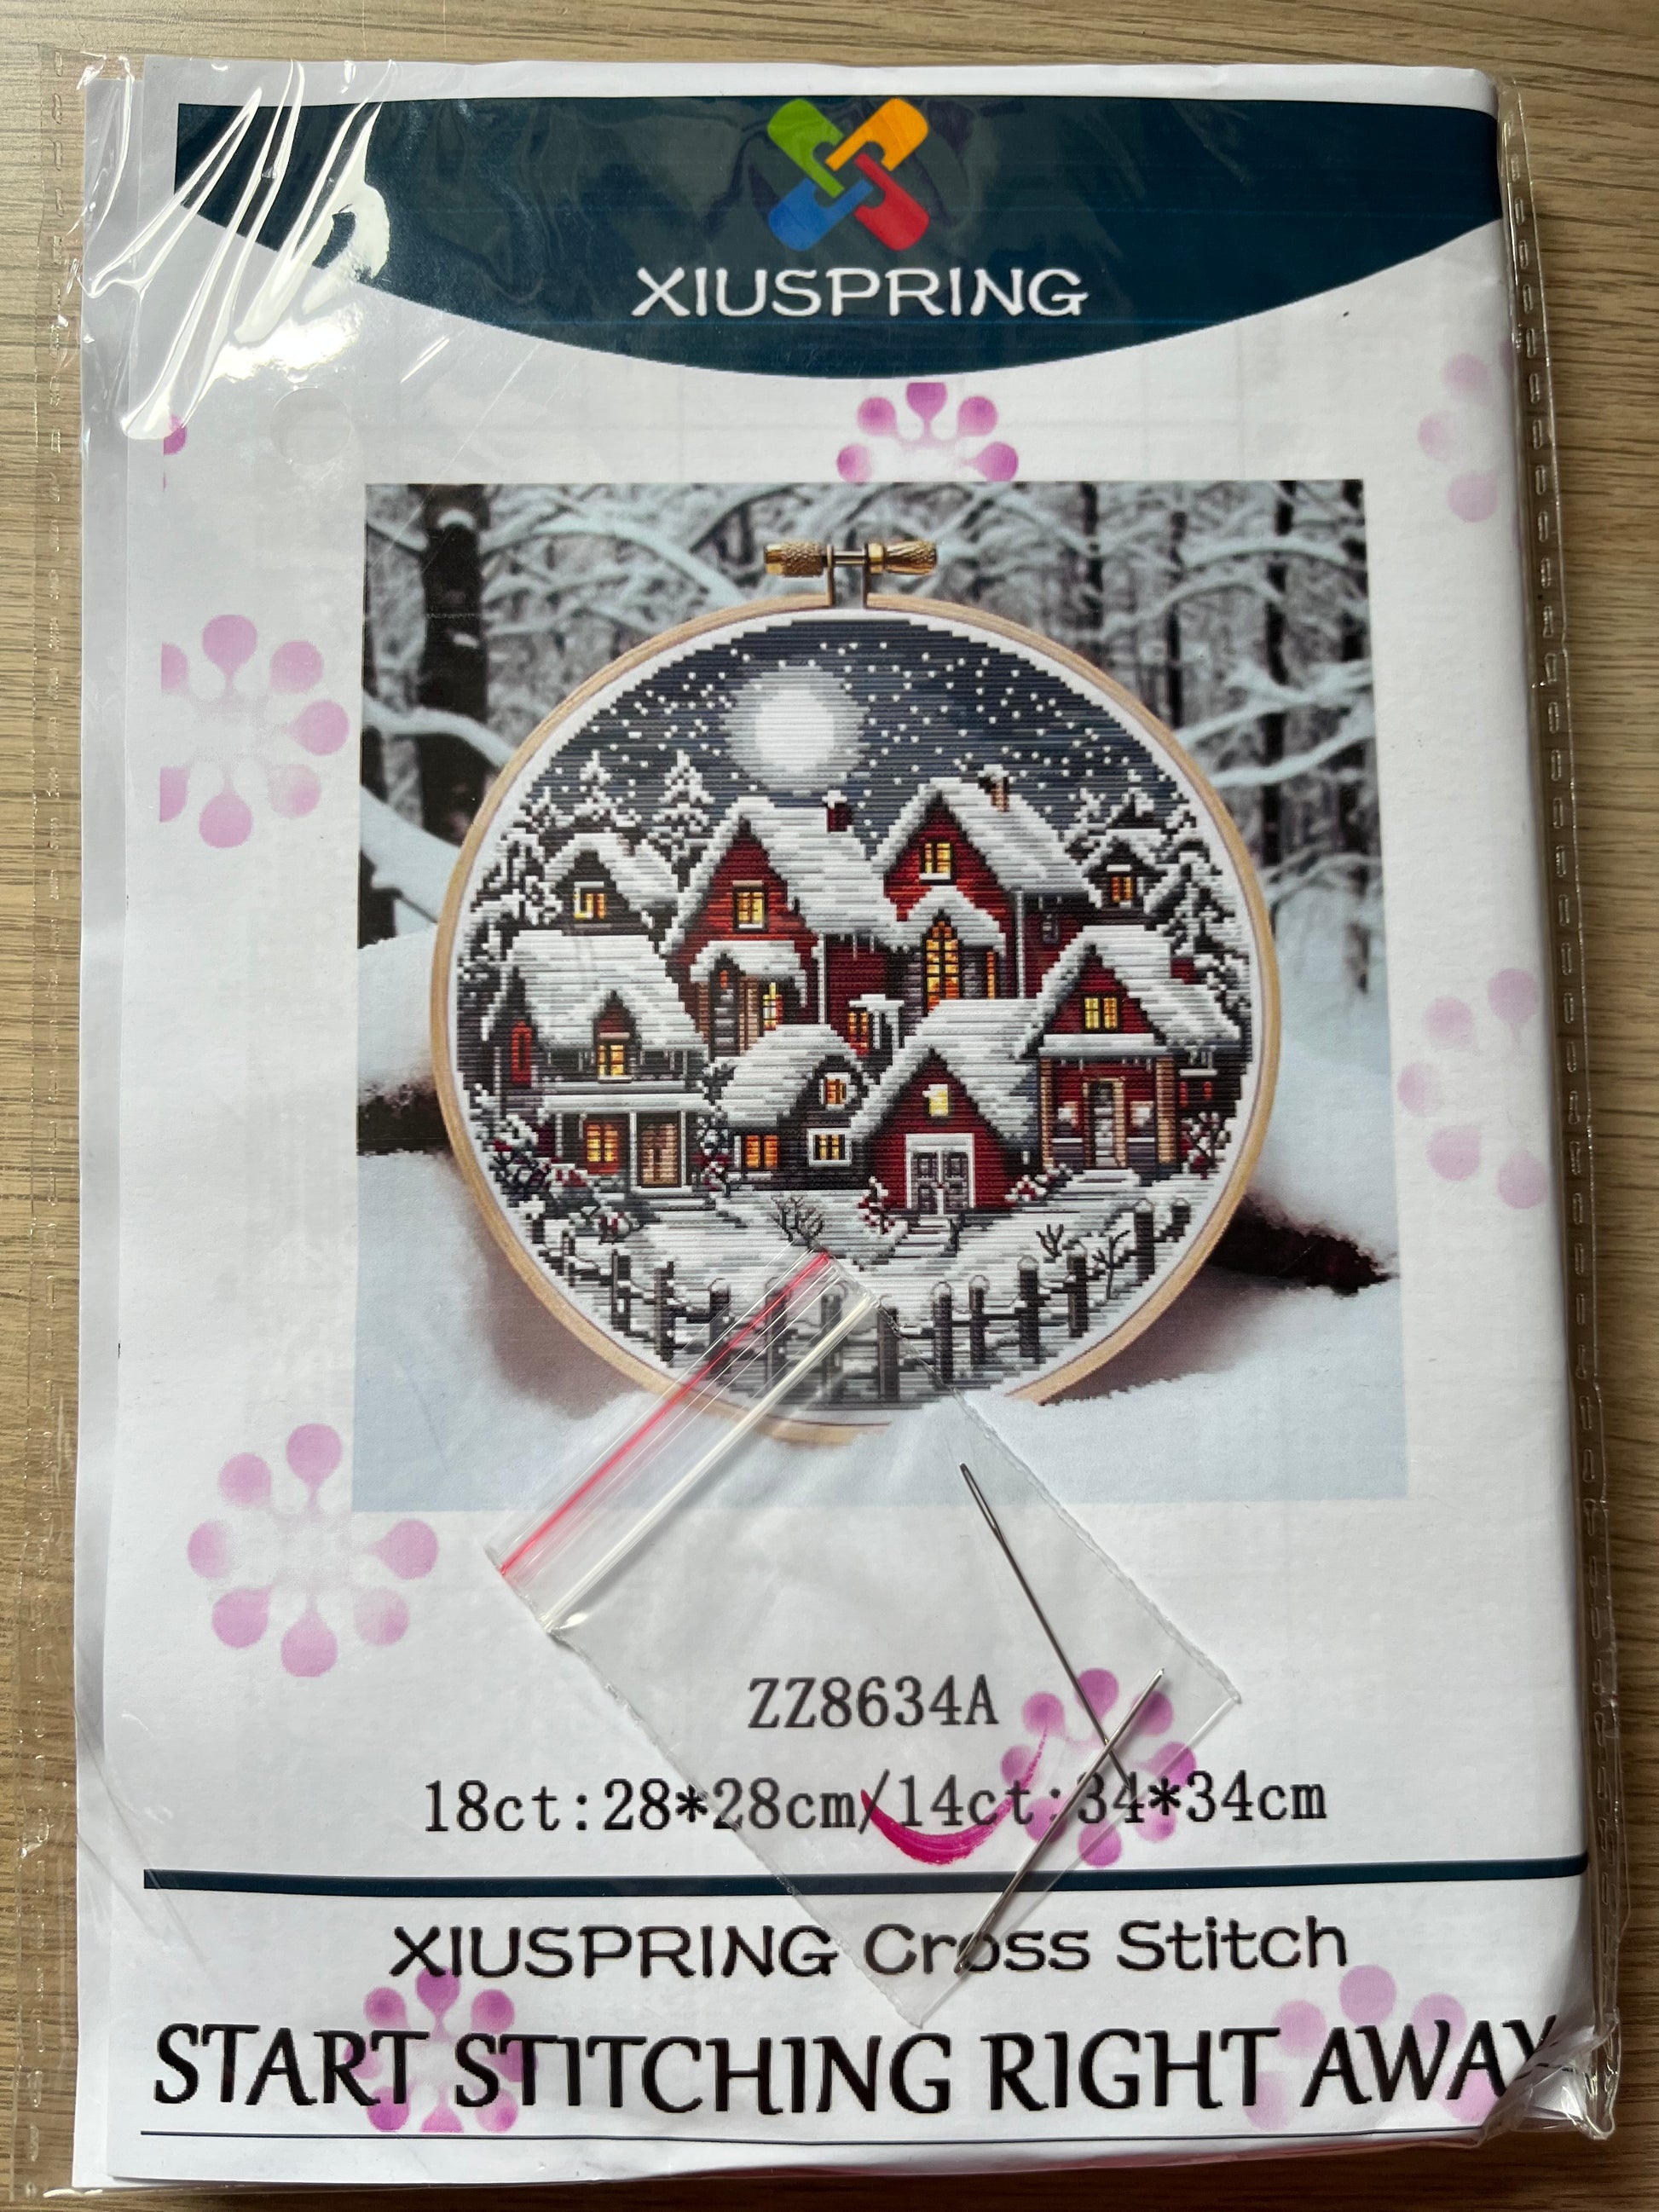 XIUSPRING
ZZ8634A
18ct:28*28cm/14ct:34*34cm
XIUSPRING Cross Stitch
START STITCHING RIGHT AWAY